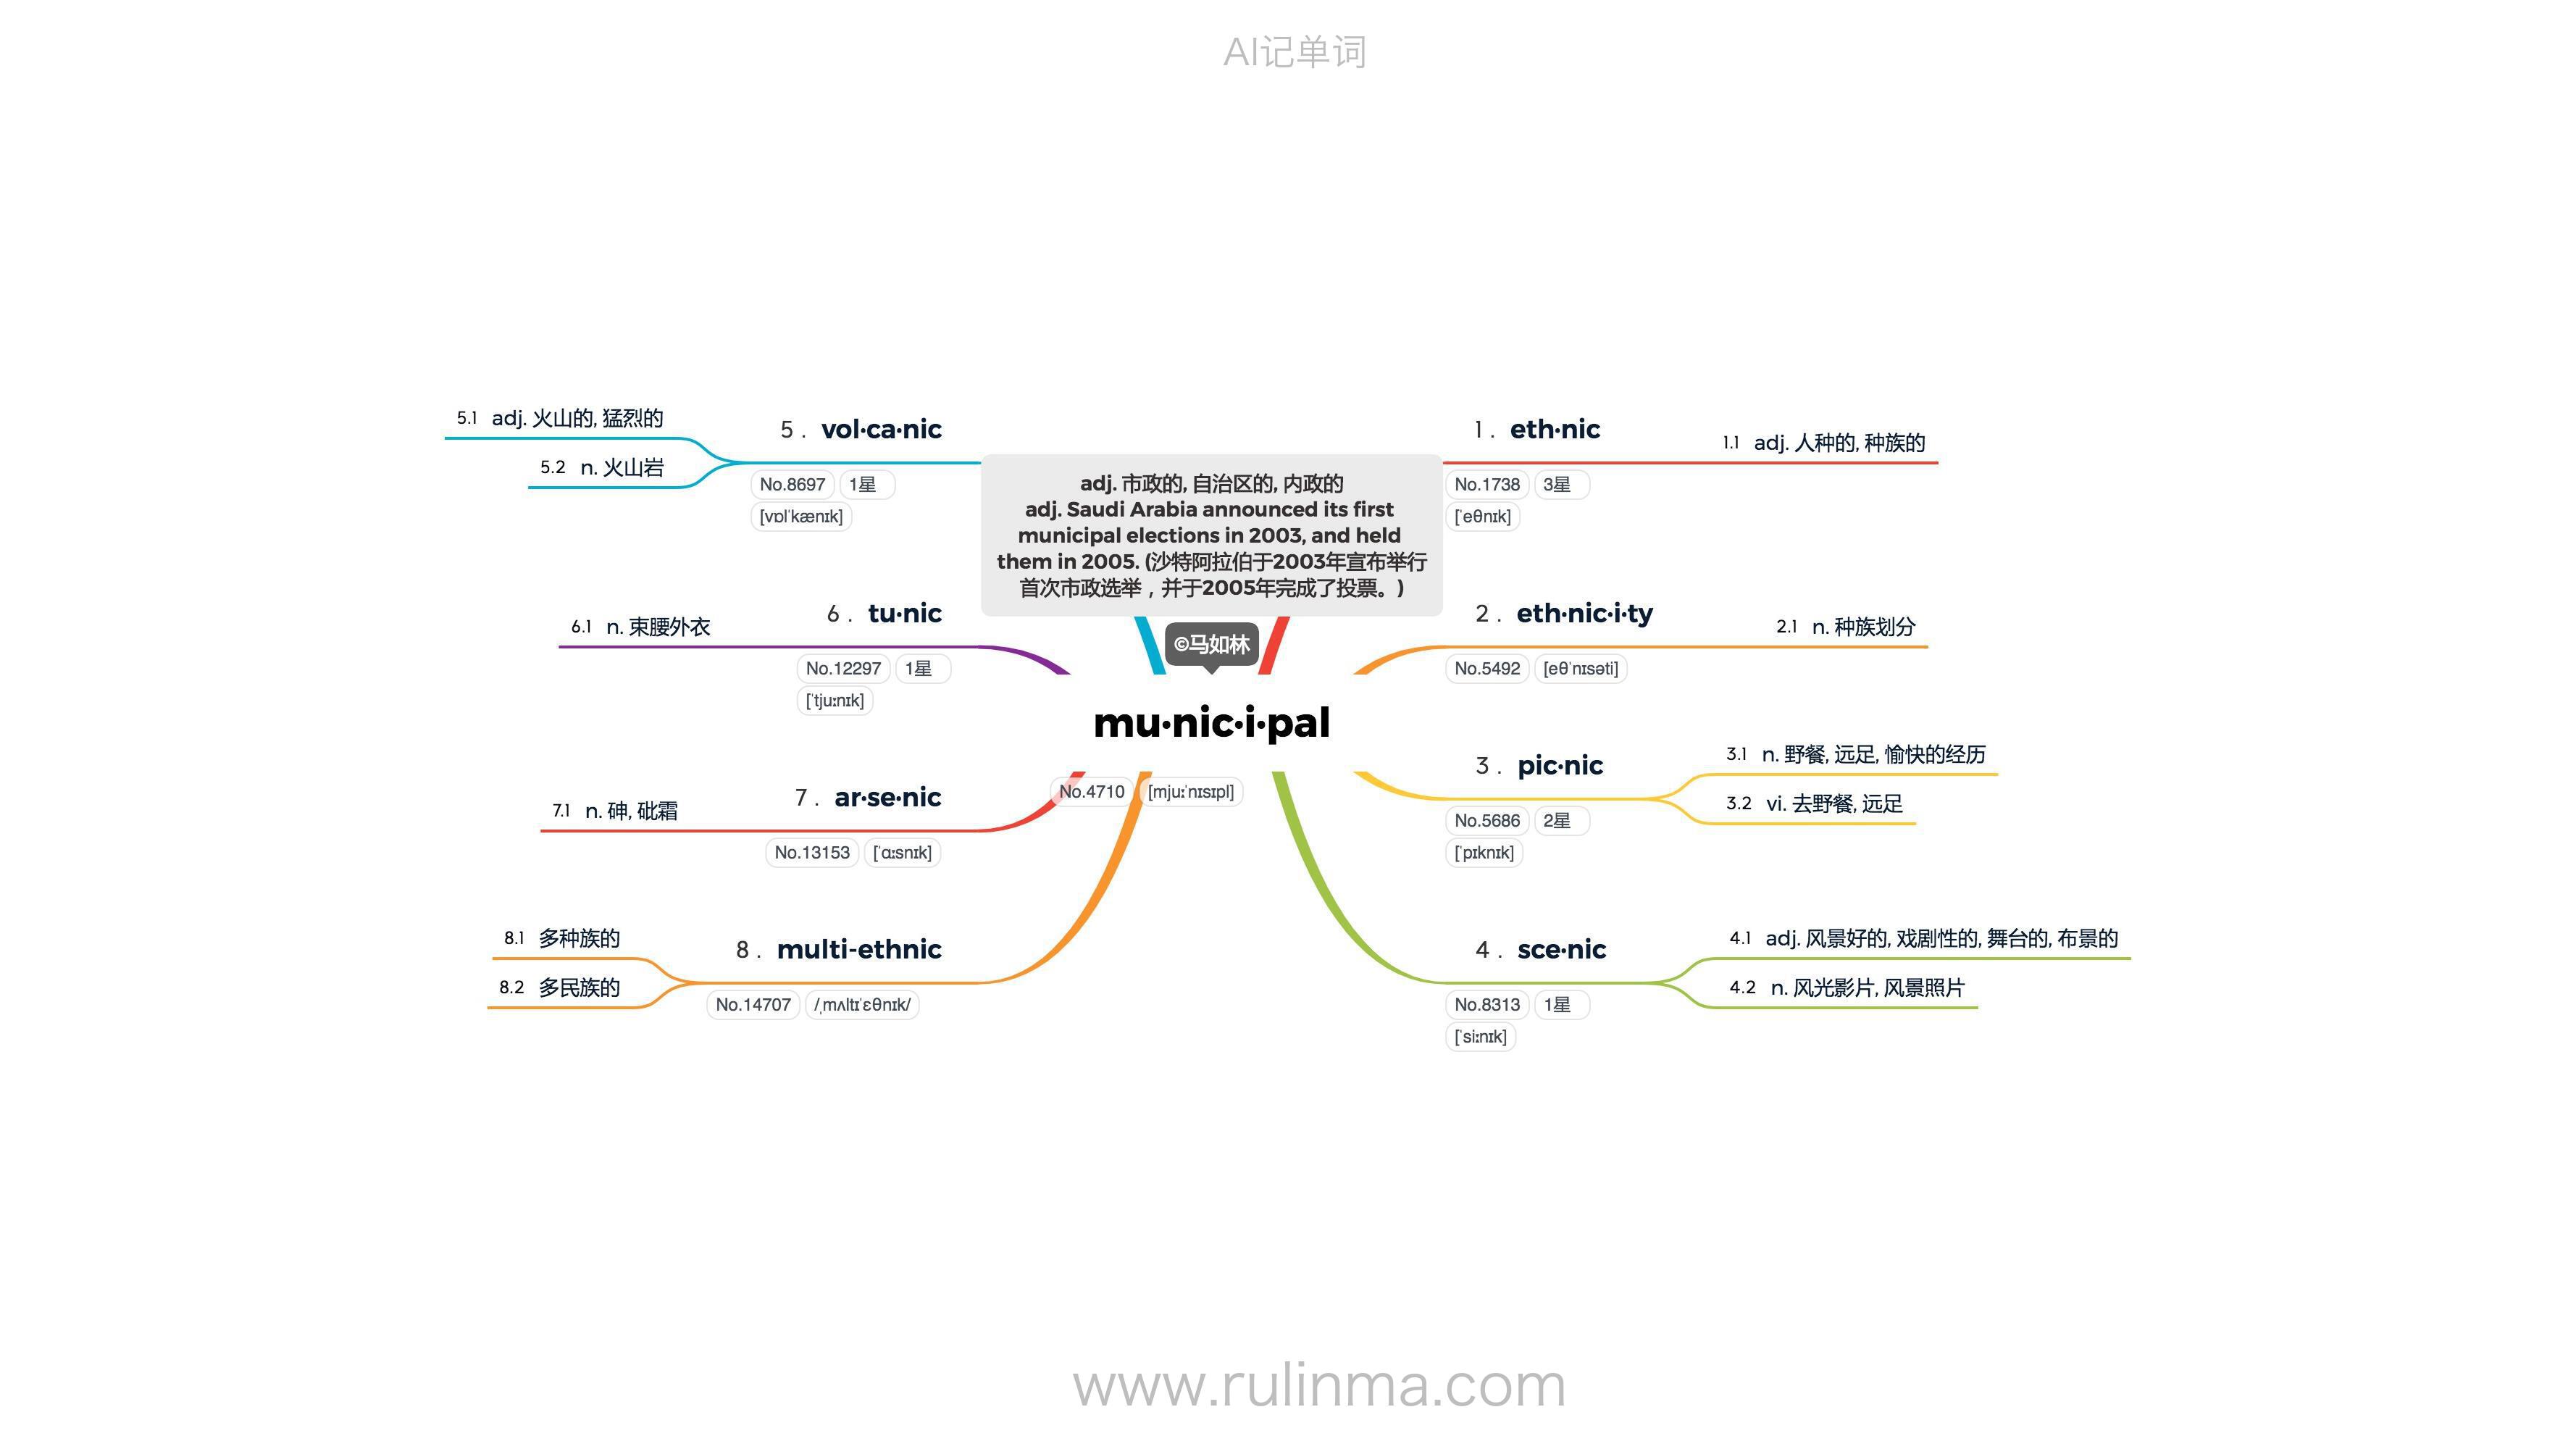 AI记单词
adj. 市政的, 自治区的, 内政的
adj. Saudi Arabia announced its first
municipal elections in 2003, and held
them in 2005. (沙特阿拉伯于2003年宣布举行
首次市政选举，并于2005年完成了投票。)
©马如林
mu·nic·i·pal
No.4710 [mjuːˈnɪsɪpl]
1. eth·nic
No.1738 3星
[ˈeθnɪk]
1.1 adj. 人种的, 种族的
2. eth·nic·i·ty
No.5492 [eθˈnɪsəti]
2.1 n. 种族划分
3. pic·nic
No.5686 2星
[ˈpɪknɪk]
3.1 n. 野餐, 远足, 愉快的经历
3.2 vi. 去野餐, 远足
4. sce·nic
No.8313 1星
[ˈsiːnɪk]
4.1 adj. 风景好的, 戏剧性的, 舞台的, 布景的
4.2 n. 风光影片, 风景照片
5. vol·ca·nic
No.8697 1星
[vɒlˈkænɪk]
5.1 adj. 火山的, 猛烈的
5.2 n. 火山岩
6. tu·nic
No.12297 1星
[ˈtjuːnɪk]
6.1 n. 束腰外衣
7. ar·se·nic
No.13153 [ˈɑːsnɪk]
7.1 n. 砷, 砒霜
8. multi-ethnic
No.14707 /ˌmʌltɪˈɛθnɪk/
8.1 多种族的
8.2 多民族的
www.rulinma.com